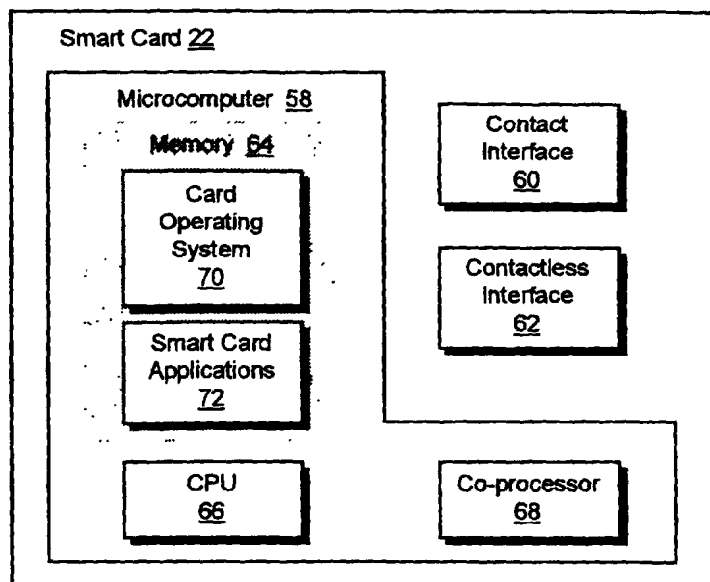 Smart Card 22
Microcomputer 58
Memory 64
Card
Operating
System
70
Smart Card
Applications
72
CPU
66
Contact
Interface
60
Contactless
Interface
62
Co-processor
68